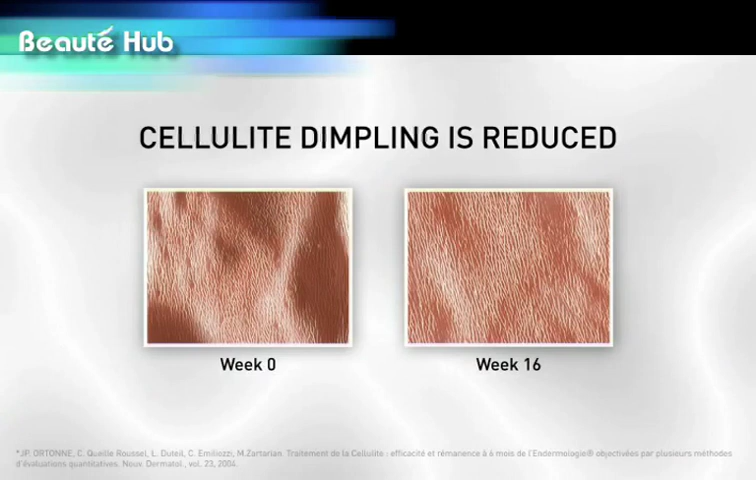 Beauté Hub
CELLULITE DIMPLING IS REDUCED
Week 0
Week 16
*JP. ORTONNE, C. Queille Roussel, L. Duteil, C. Emiliozzi, M.Zartarian. Traitement de la Cellulite : efficacité et rémanence à 6 mois de l'Endermologie® objectivées par plusieurs méthodes
d'évaluations quantitatives. Nouv. Dermatol., vol. 23, 2004.